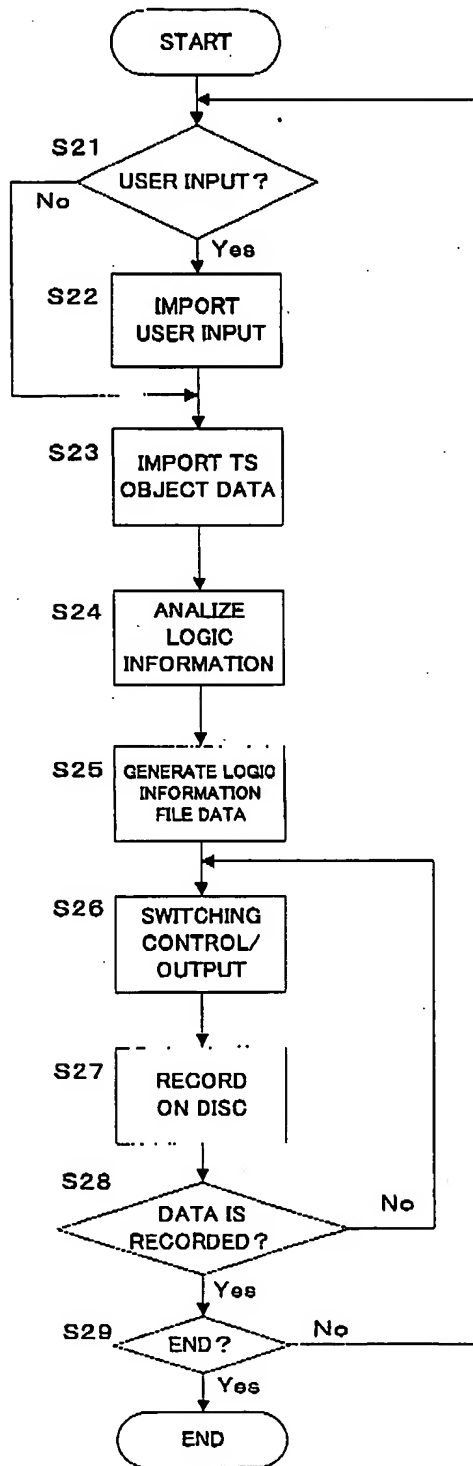 START
S21
USER INPUT?
No
Yes
S22
IMPORT
USER INPUT
S23
IMPORT TS
OBJECT DATA
S24
ANALIZE
LOGIC
INFORMATION
S25
GENERATE LOGIC
INFORMATION
FILE DATA
S26
SWITCHING
CONTROL/
OUTPUT
S27
RECORD
ON DISC
S28
DATA IS
RECORDED?
No
Yes
S29
END?
No
Yes
END